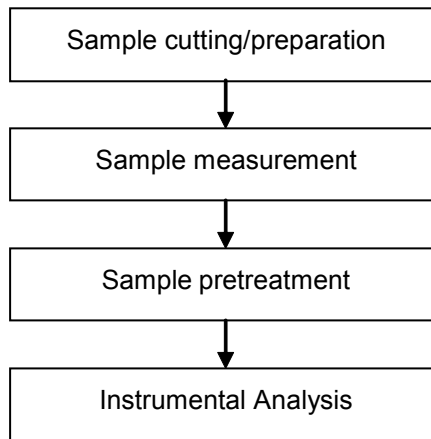 Sample cutting/preparation
Sample measurement
Sample pretreatment
Instrumental Analysis